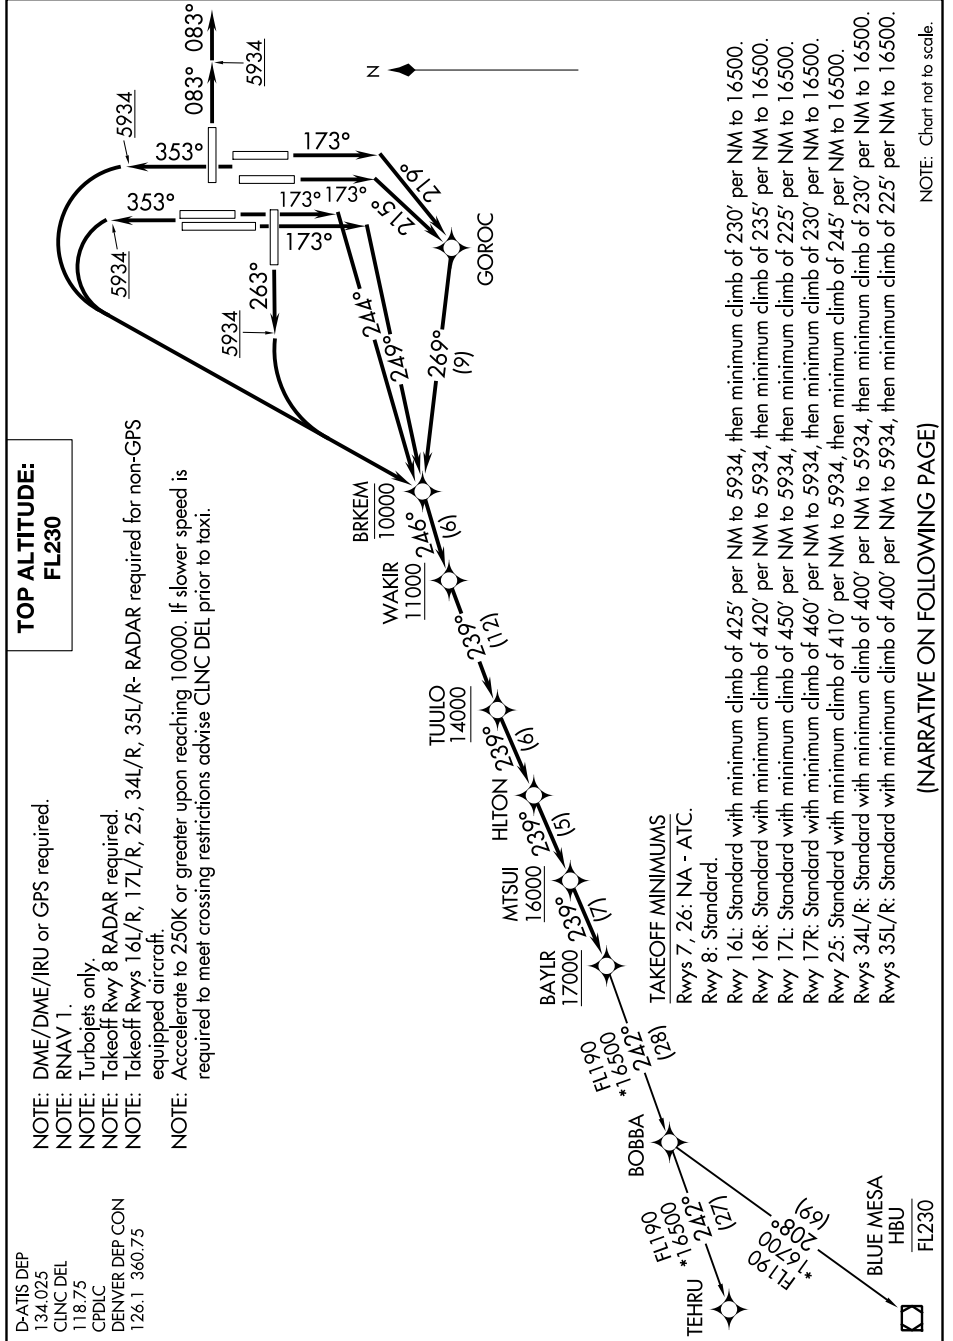 D-ATIS DEP
134.025
CLNC DEL
118.75
CPDLC
DENVER DEP CON
126.1 360.75
TOP ALTITUDE:
FL230
NOTE: DME/DME/IRU or GPS required.
NOTE: RNAV 1.
NOTE: Turbojets only.
NOTE: Takeoff Rwy 8 RADAR required.
NOTE: Takeoff Rwys 16L/R, 17L/R, 25, 34L/R, 35L/R- RADAR required for non-GPS
equipped aircraft.
NOTE: Accelerate to 250K or greater upon reaching 10000. If slower speed is
required to meet crossing restrictions advise CLNC DEL prior to taxi.
083° 083°
5934
5934
353°
353°
5934
5934
263°
173°
173°
173°
173°
219°
215°
N
GOROC
244°
249°
269°
(9)
BRKEM
10000
246°
(6)
WAKIR
11000
239°
(12)
TUULO
14000
239°
(6)
HLTON
239°
(5)
MTSUI
16000
239°
(7)
BAYLR
17000
FL190
*16500
242°
(28)
BOBBA
FL190
*16500
242°
(27)
TEHRU
FL190
*16700
208°
(69)
BLUE MESA
HBU
FL230
TAKEOFF MINIMUMS
Rwys 7, 26: NA - ATC.
Rwy 8: Standard.
Rwy 16L: Standard with minimum climb of 425' per NM to 5934, then minimum climb of 230' per NM to 16500.
Rwy 16R: Standard with minimum climb of 420' per NM to 5934, then minimum climb of 235' per NM to 16500.
Rwy 17L: Standard with minimum climb of 450' per NM to 5934, then minimum climb of 225' per NM to 16500.
Rwy 17R: Standard with minimum climb of 460' per NM to 5934, then minimum climb of 230' per NM to 16500.
Rwy 25: Standard with minimum climb of 410' per NM to 5934, then minimum climb of 245' per NM to 16500.
Rwys 34L/R: Standard with minimum climb of 400' per NM to 5934, then minimum climb of 230' per NM to 16500.
Rwys 35L/R: Standard with minimum climb of 400' per NM to 5934, then minimum climb of 225' per NM to 16500.
(NARRATIVE ON FOLLOWING PAGE)
NOTE: Chart not to scale.